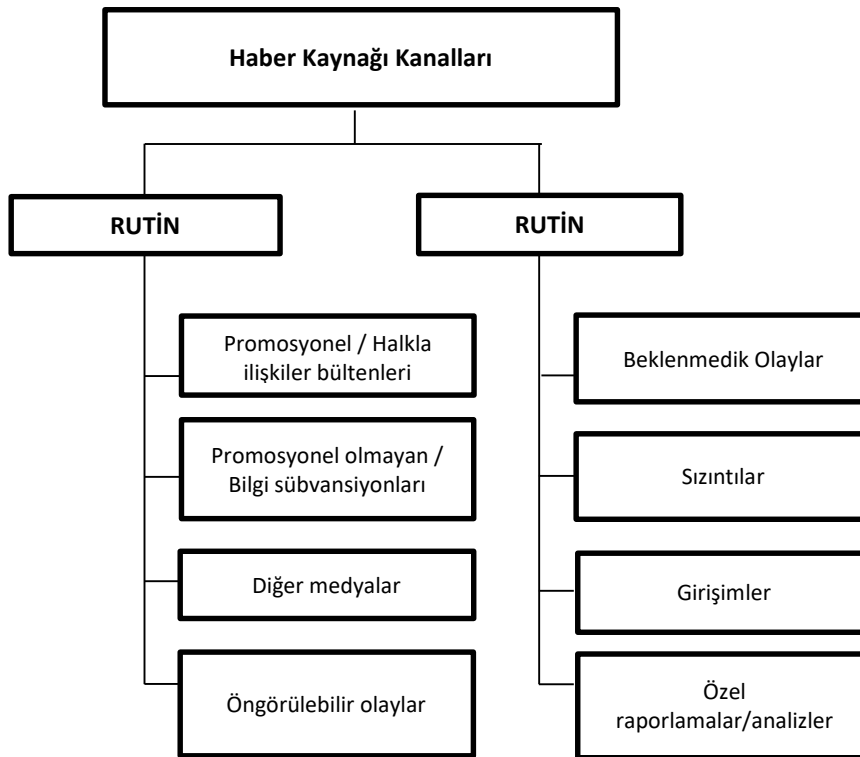 Haber Kaynağı Kanalları
RUTİN
Promosyonel / Halkla
ilişkiler bültenleri
Promosyonel olmayan /
Bilgi sübvansiyonları
Diğer medyalar
Öngörülebilir olaylar
RUTİN
Beklenmedik Olaylar
Sızıntılar
Girişimler
Özel
raporlamalar/analizler